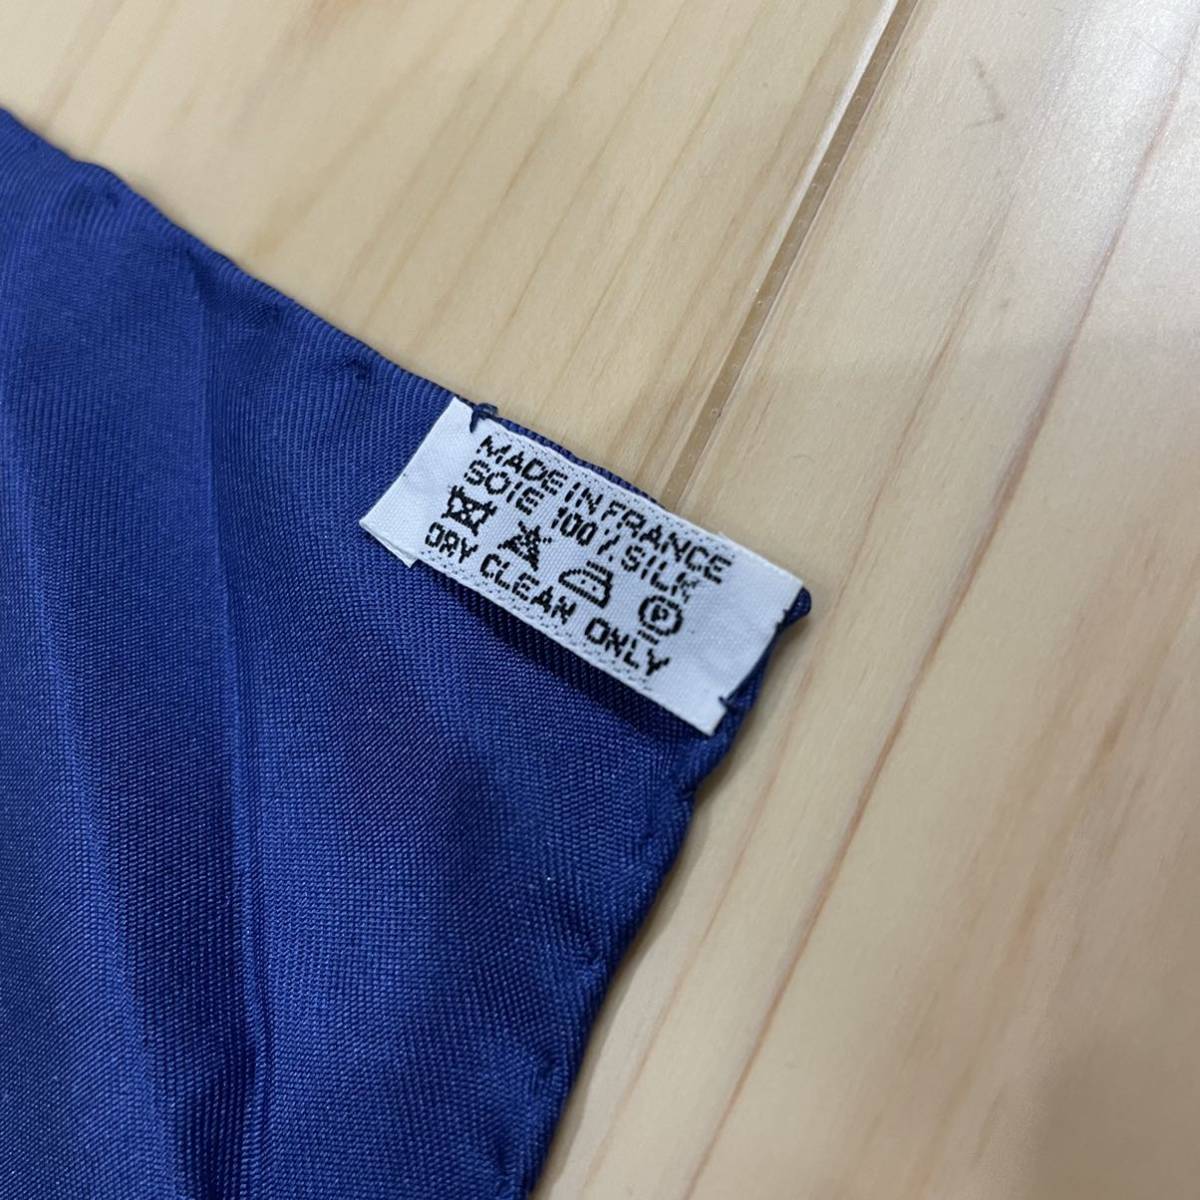 MADE IN FRANCE
SOIE 100% SILK
P
DRY CLEAN ONLY